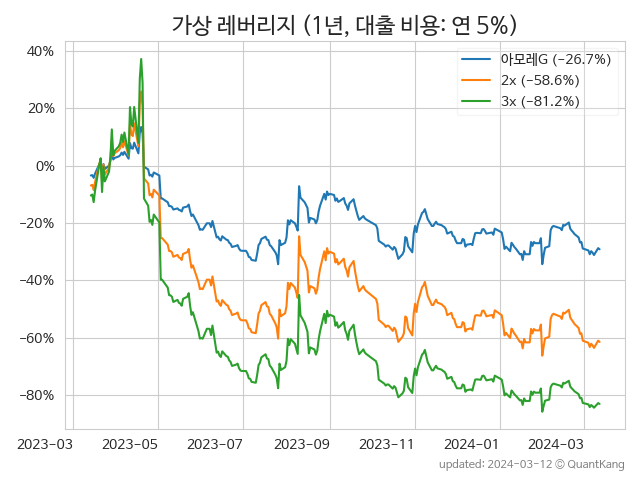 가상 레버리지 (1년, 대출 비용: 연 5%)
아모레G (-26.7%)
2x (-58.6%)
3x (-81.2%)
40%
20%
0%
-20%
-40%
-60%
-80%
2023-03
2023-05
2023-07
2023-09
2023-11
2024-01
2024-03
updated: 2024-03-12 © QuantKang